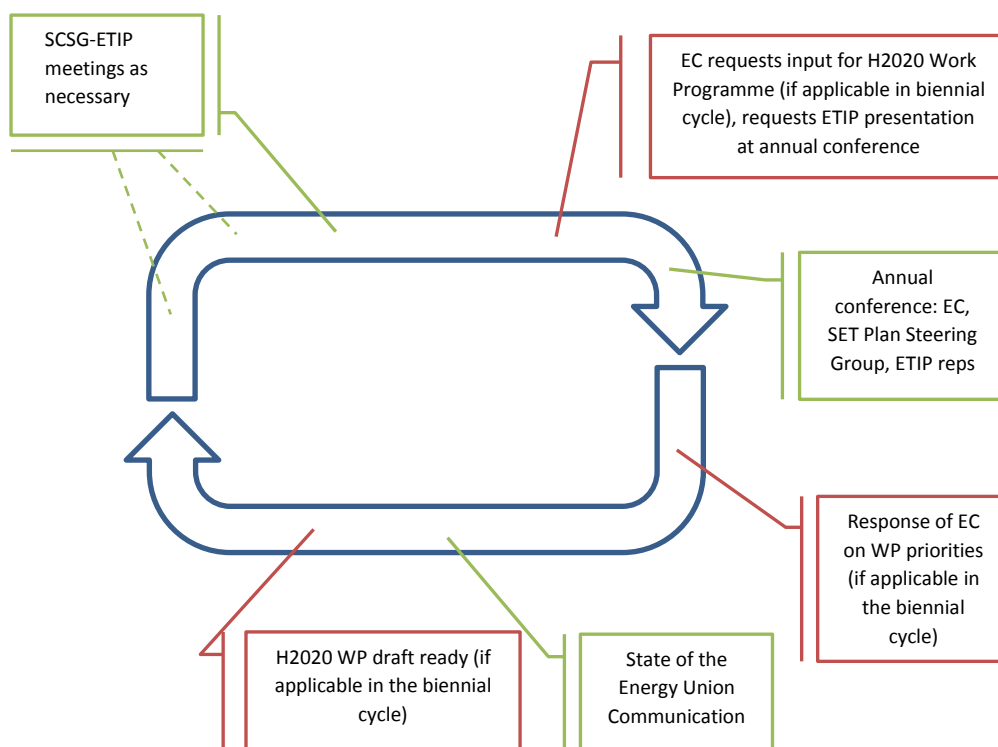 SCSG-ETIP
meetings as
necessary
EC requests input for H2020 Work
Programme (if applicable in biennial
cycle), requests ETIP presentation
at annual conference
Annual
conference: EC,
SET Plan Steering
Group, ETIP reps
Response of EC
on WP priorities
(if applicable in
the biennial
cycle)
State of the
Energy Union
Communication
H2020 WP draft ready (if
applicable in the biennial
cycle)